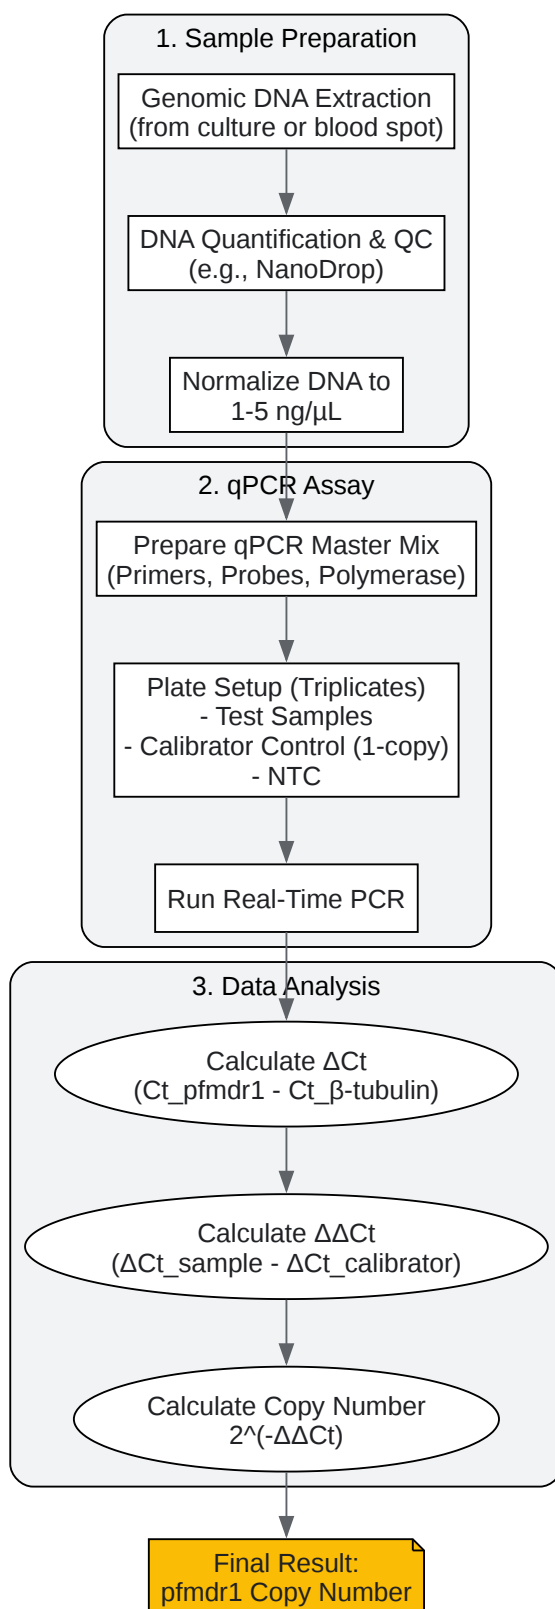 1. Sample Preparation
Genomic DNA Extraction
(from culture or blood spot)
DNA Quantification & QC
(e.g., NanoDrop)
Normalize DNA to
1-5 ng/µL
2. qPCR Assay
Prepare qPCR Master Mix
(Primers, Probes, Polymerase)
Plate Setup (Triplicates)
- Test Samples
- Calibrator Control (1-copy)
- NTC
Run Real-Time PCR
3. Data Analysis
Calculate ΔCt
(Ct_pfmdr1 - Ct_β-tubulin)
Calculate ΔΔCt
(ΔCt_sample - ΔCt_calibrator)
Calculate Copy Number
2^(-ΔΔCt)
Final Result:
pfmdr1 Copy Number